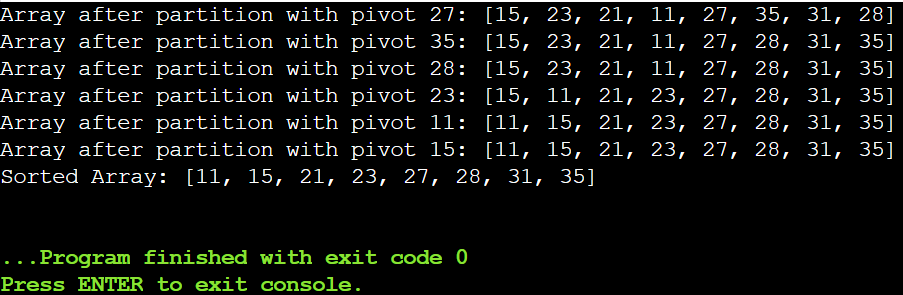 Array after partition with pivot 27: [15, 23, 21, 11, 27, 35, 31, 28]
Array after partition with pivot 35: [15, 23, 21, 11, 27, 28, 31, 35]
Array after partition with pivot 28: [15, 23, 21, 11, 27, 28, 31, 35]
Array after partition with pivot 23: [15, 11, 21, 23, 27, 28, 31, 35]
Array after partition with pivot 11: [11, 15, 21, 23, 27, 28, 31, 35]
Array after partition with pivot 15: [11, 15, 21, 23, 27, 28, 31, 35]
Sorted Array: [11, 15, 21, 23, 27, 28, 31, 35]
...Program finished with exit code 0
Press ENTER to exit console.